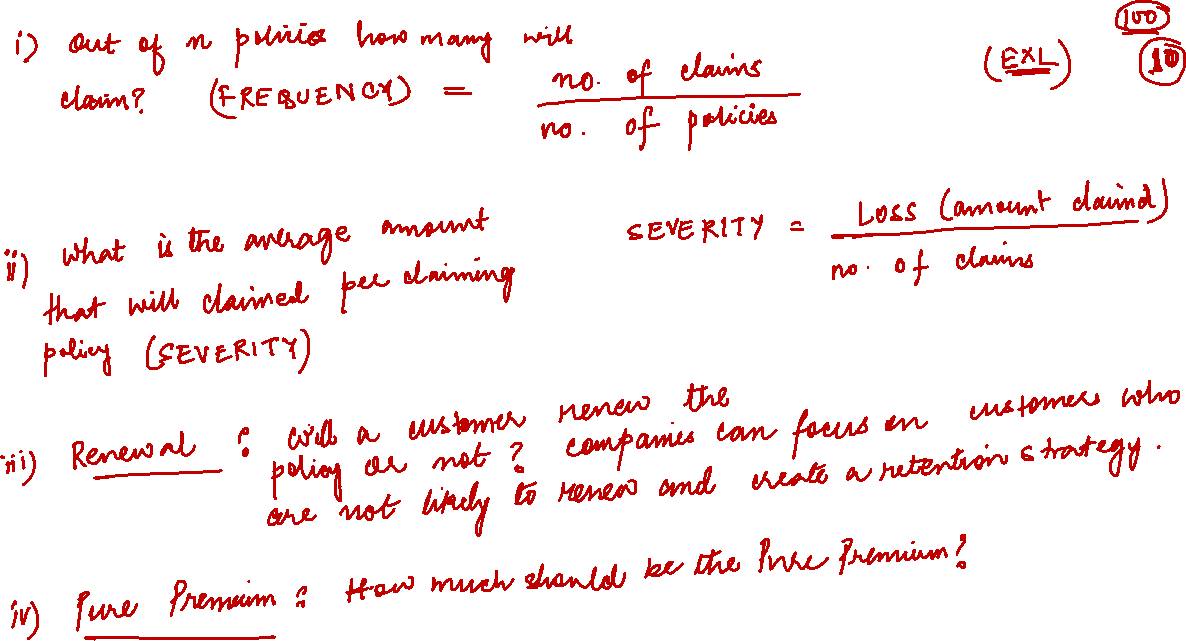 i) Out of n policies how many will
claim? (FREQUENCY) = no. of claims
no. of policies
(EXL)
100
10
ii) What is the average amount
that will claimed per claiming
policy (SEVERITY)
SEVERITY = Loss (amount claimed)
no. of claims
iii) Renewal : Will a customer renew the
policy or not? Companies can focus on customers who
are not likely to renew and create a retention strategy.
iv) Pure Premium : How much should be the Pure Premium?